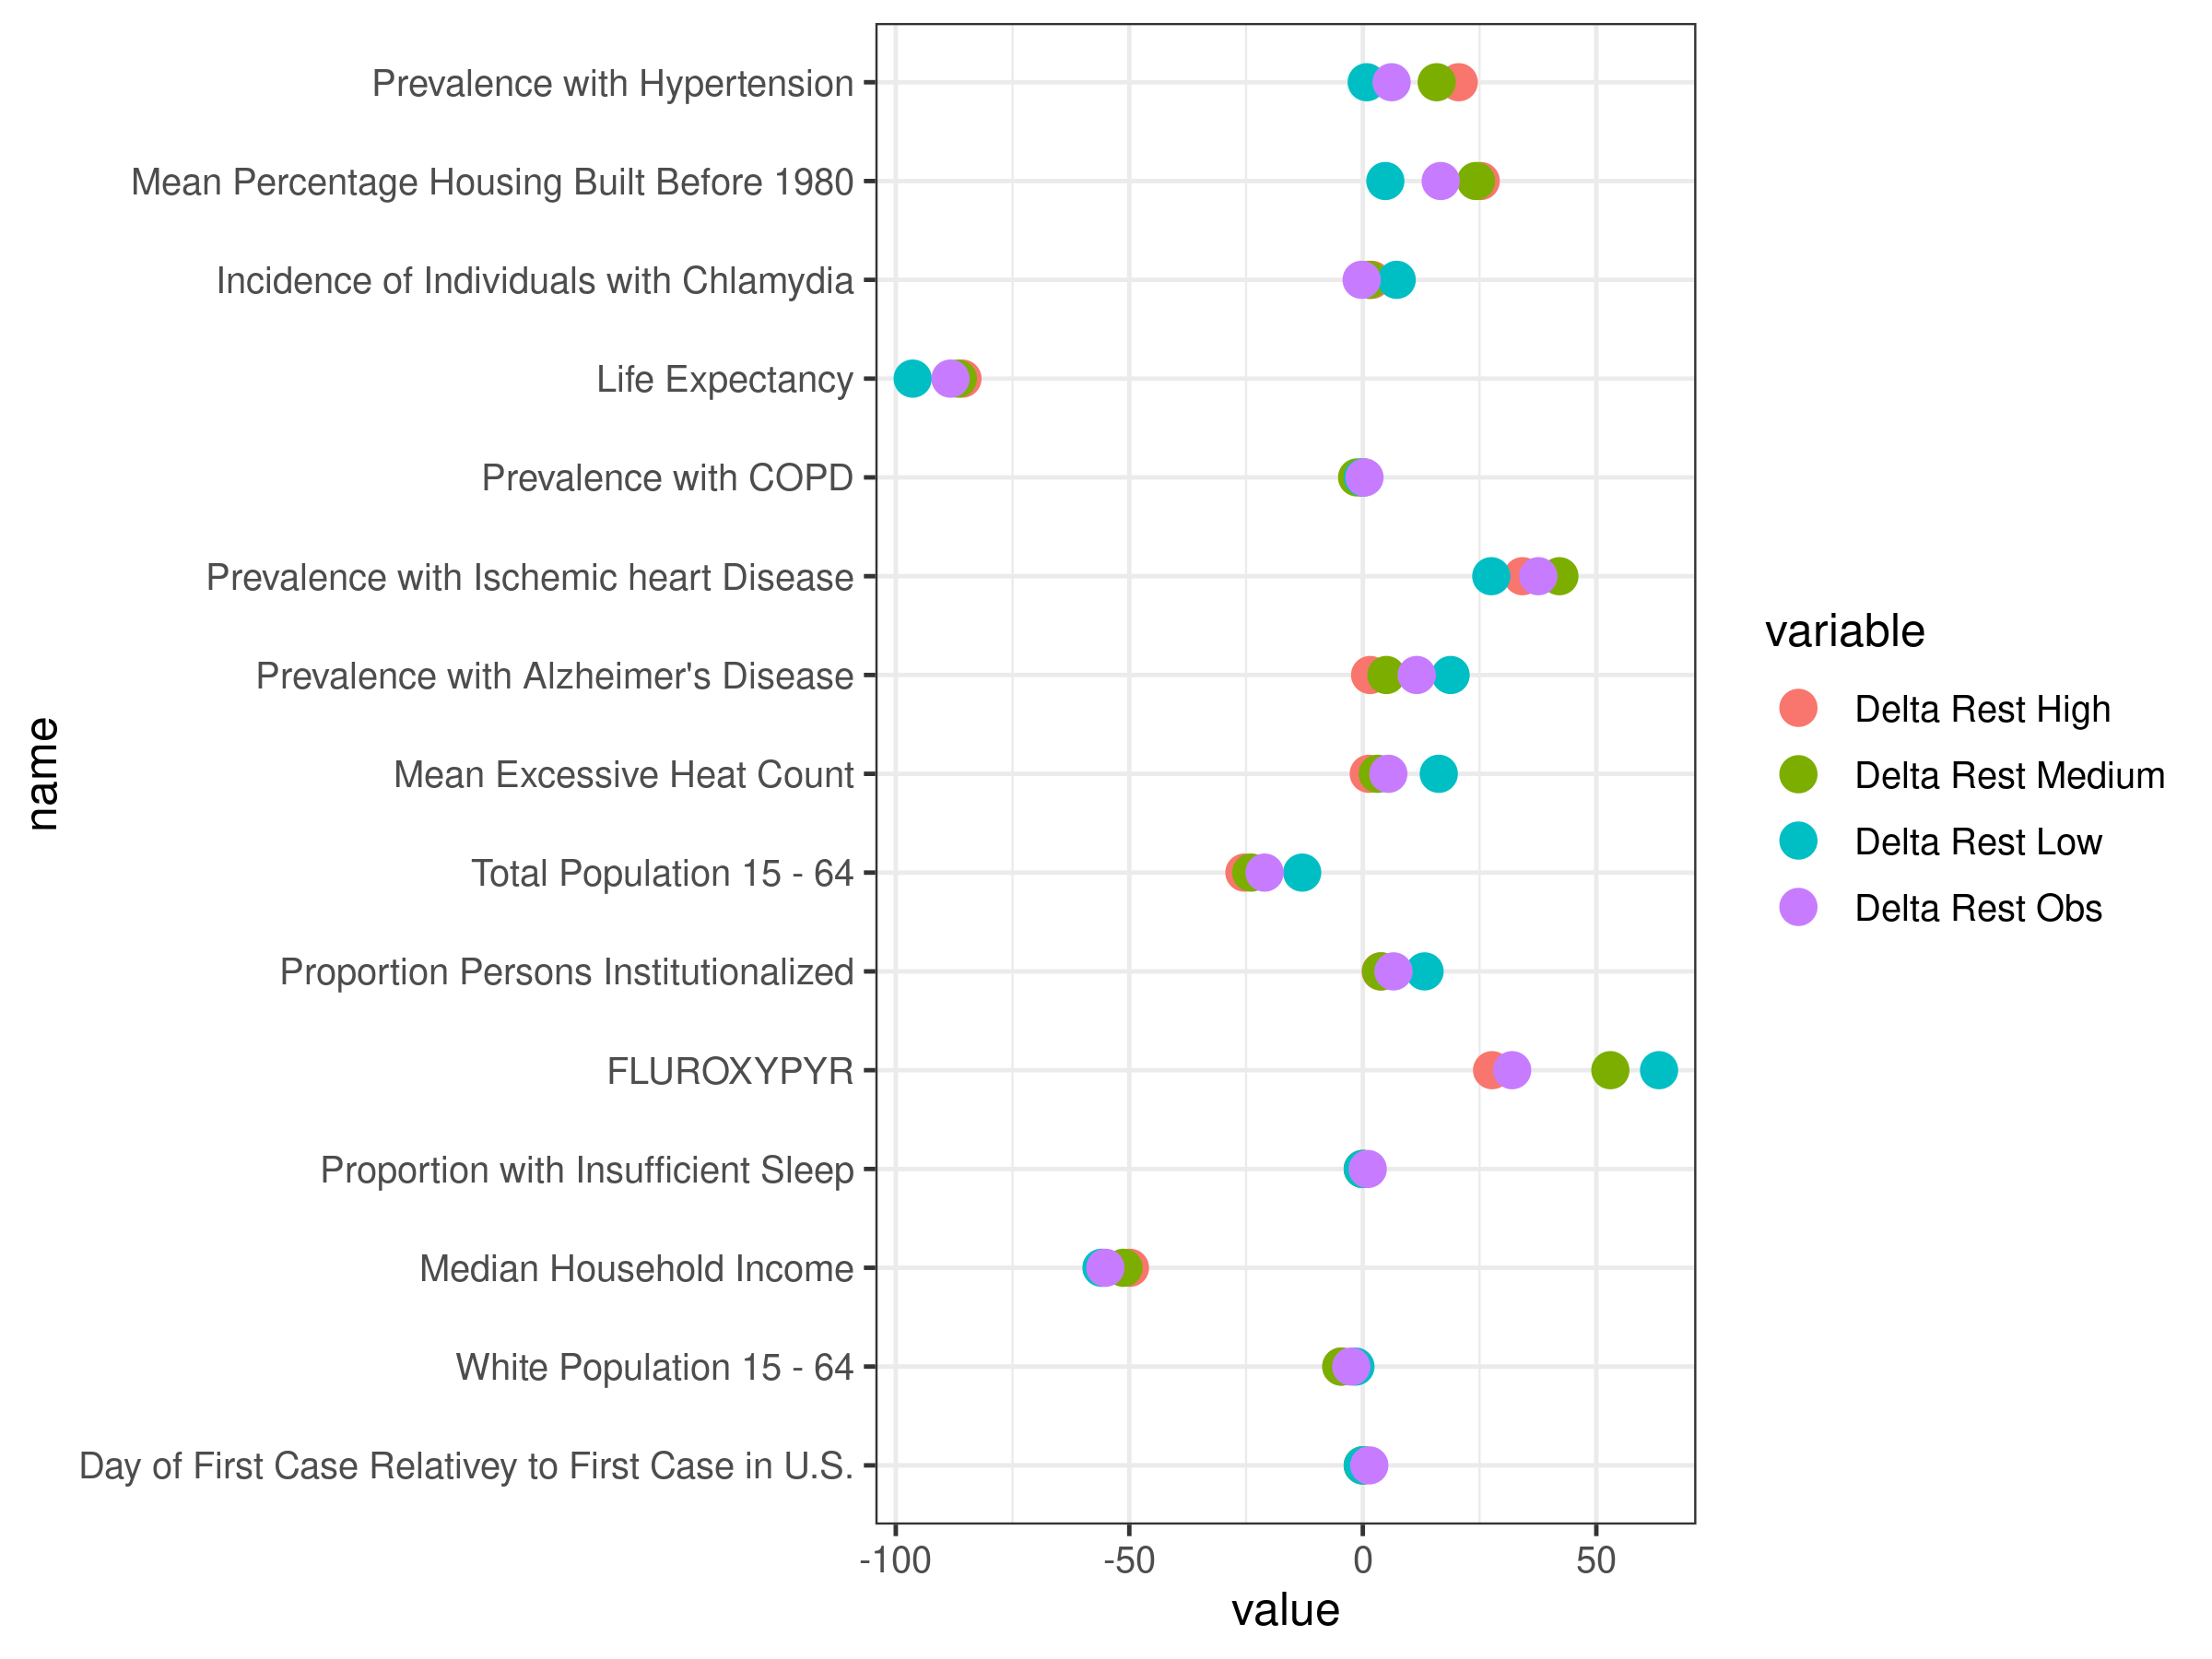 Prevalence with Hypertension
Mean Percentage Housing Built Before 1980
Incidence of Individuals with Chlamydia
Life Expectancy
Prevalence with COPD
Prevalence with Ischemic heart Disease
Prevalence with Alzheimer's Disease
Mean Excessive Heat Count
Total Population 15 - 64
Proportion Persons Institutionalized
FLUROXYPYR
Proportion with Insufficient Sleep
Median Household Income
White Population 15 - 64
Day of First Case Relativey to First Case in U.S.
name
-100 -50 0 50
value
variable
Delta Rest High
Delta Rest Medium
Delta Rest Low
Delta Rest Obs